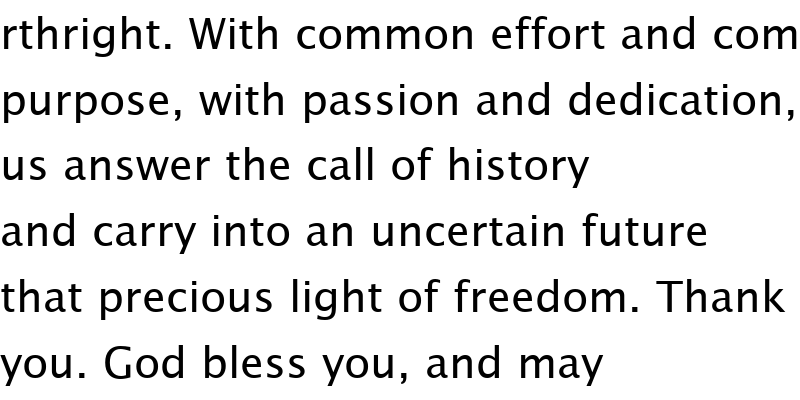 rthright. With common effort and com
purpose, with passion and dedication,
us answer the call of history
and carry into an uncertain future
that precious light of freedom. Thank
you. God bless you, and may